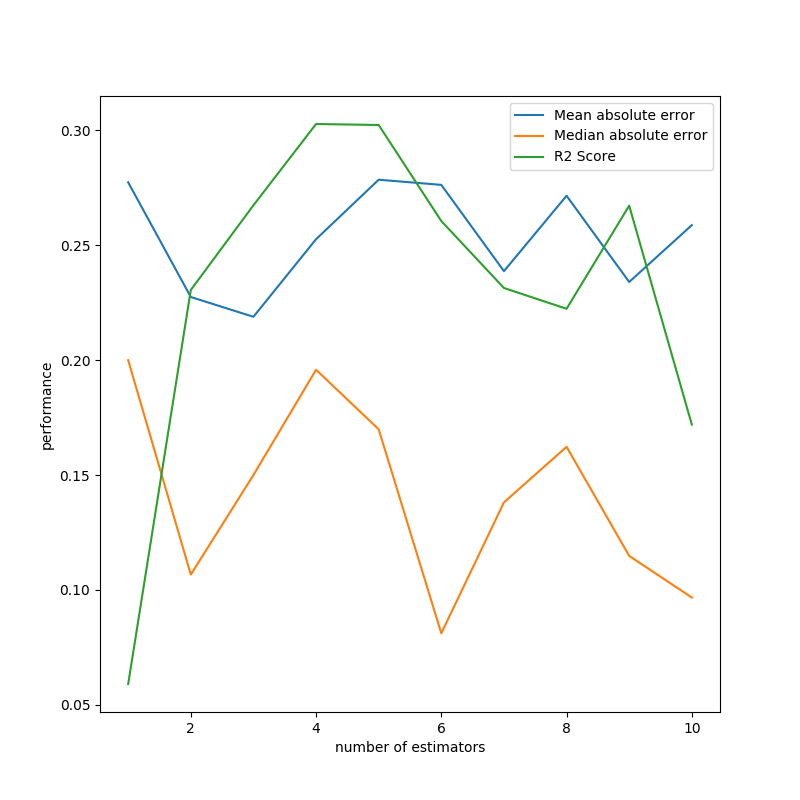 Mean absolute error
Median absolute error
R2 Score
0.30
0.25
0.20
0.15
0.10
0.05
performance
2 4 6 8 10
number of estimators